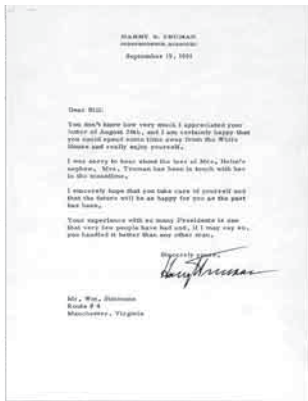 HARRY S. TRUMAN
INDEPENDENCE, MISSOURI
September 19,
Dear Bill:
You don't know how very much I appreciated your
letter of August 28th, and I am certainly happy that
you could spend some time away from the White
House and really enjoy yourself.
I was sorry to hear about the loss of Mrs. Helm's
nephew. Mrs. Truman has been in touch with her
in the meantime.
I sincerely hope that you take care of yourself and
that the future will be as happy for you as the past
has been.
Your experience with so many Presidents is one
that very few people have had and, if I may say so,
you handled it better than any other man.
Sincerely yours,
Harry Truman
Mr. Wm.
Route # 4
Manchester, Virginia